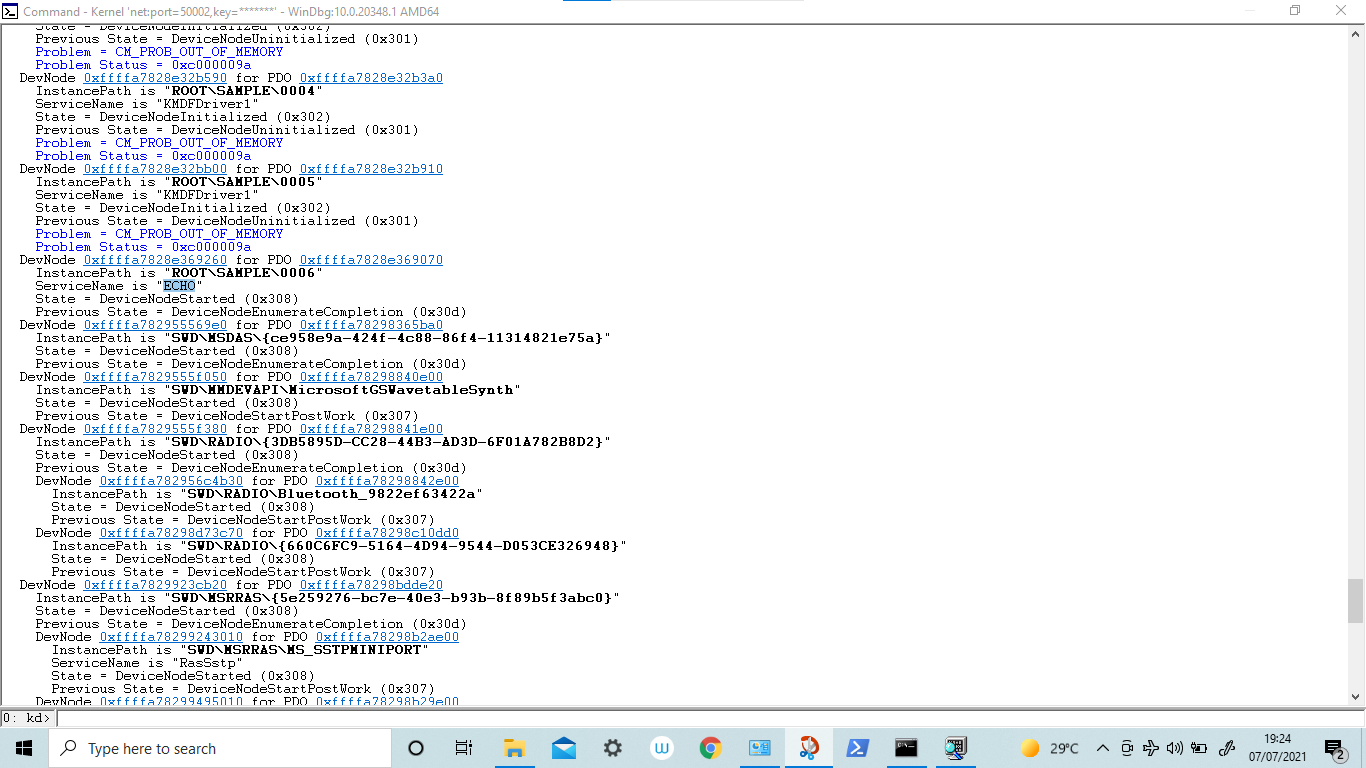 Command - Kernel 'net:port=50002,key=*******' - WinDbg:10.0.20348.1 AMD64
State = DeviceNodeInitialized (0x302)
Previous State = DeviceNodeUninitialized (0x301)
Problem = CM_PROB_OUT_OF_MEMORY
Problem Status = 0xc000009a
DevNode 0xffffa7828e32b590 for PDO 0xffffa7828e32b3a0
InstancePath is "ROOT\SAMPLE\0004"
ServiceName is "KMDFDriver1"
State = DeviceNodeInitialized (0x302)
Previous State = DeviceNodeUninitialized (0x301)
Problem = CM_PROB_OUT_OF_MEMORY
Problem Status = 0xc000009a
DevNode 0xffffa7828e32bb00 for PDO 0xffffa7828e32b910
InstancePath is "ROOT\SAMPLE\0005"
ServiceName is "KMDFDriver1"
State = DeviceNodeInitialized (0x302)
Previous State = DeviceNodeUninitialized (0x301)
Problem = CM_PROB_OUT_OF_MEMORY
Problem Status = 0xc000009a
DevNode 0xffffa7828e369260 for PDO 0xffffa7828e369070
InstancePath is "ROOT\SAMPLE\0006"
ServiceName is "ECHO"
State = DeviceNodeStarted (0x308)
Previous State = DeviceNodeEnumerateCompletion (0x30d)
DevNode 0xffffa782955569e0 for PDO 0xffffa78298365ba0
InstancePath is "SWD\MSDAS\{ce958e9a-424f-4c88-86f4-11314821e75a}"
State = DeviceNodeStarted (0x308)
Previous State = DeviceNodeEnumerateCompletion (0x30d)
DevNode 0xffffa7829555f050 for PDO 0xffffa78298840e00
InstancePath is "SWD\MMDEVAPI\MicrosoftGSWavetableSynth"
State = DeviceNodeStarted (0x308)
Previous State = DeviceNodeStartPostWork (0x307)
DevNode 0xffffa7829555f380 for PDO 0xffffa78298841e00
InstancePath is "SWD\RADIO\{3DB5895D-CC28-44B3-AD3D-6F01A782B8D2}"
State = DeviceNodeStarted (0x308)
Previous State = DeviceNodeEnumerateCompletion (0x30d)
DevNode 0xffffa782956c4b30 for PDO 0xffffa78298842e00
InstancePath is "SWD\RADIO\Bluetooth_9822ef63422a"
State = DeviceNodeStarted (0x308)
Previous State = DeviceNodeStartPostWork (0x307)
DevNode 0xffffa78298d73c70 for PDO 0xffffa78298c10dd0
InstancePath is "SWD\RADIO\{660C6FC9-5164-4D94-9544-D053CE326948}"
State = DeviceNodeStarted (0x308)
Previous State = DeviceNodeStartPostWork (0x307)
DevNode 0xffffa7829923cb20 for PDO 0xffffa78298bdde20
InstancePath is "SWD\MSRRAS\{5e259276-bc7e-40e3-b93b-8f89b5f3abc0}"
State = DeviceNodeStarted (0x308)
Previous State = DeviceNodeEnumerateCompletion (0x30d)
DevNode 0xffffa78299243010 for PDO 0xffffa78298b2ae00
InstancePath is "SWD\MSRRAS\MS_SSTPMINIPORT"
ServiceName is "RasSstp"
State = DeviceNodeStarted (0x308)
Previous State = DeviceNodeStartPostWork (0x307)
DevNode 0xffffa78299495010 for PDO 0xffffa78298b29e00
0: kd>
Type here to search
29°C
19:24
07/07/2021
2